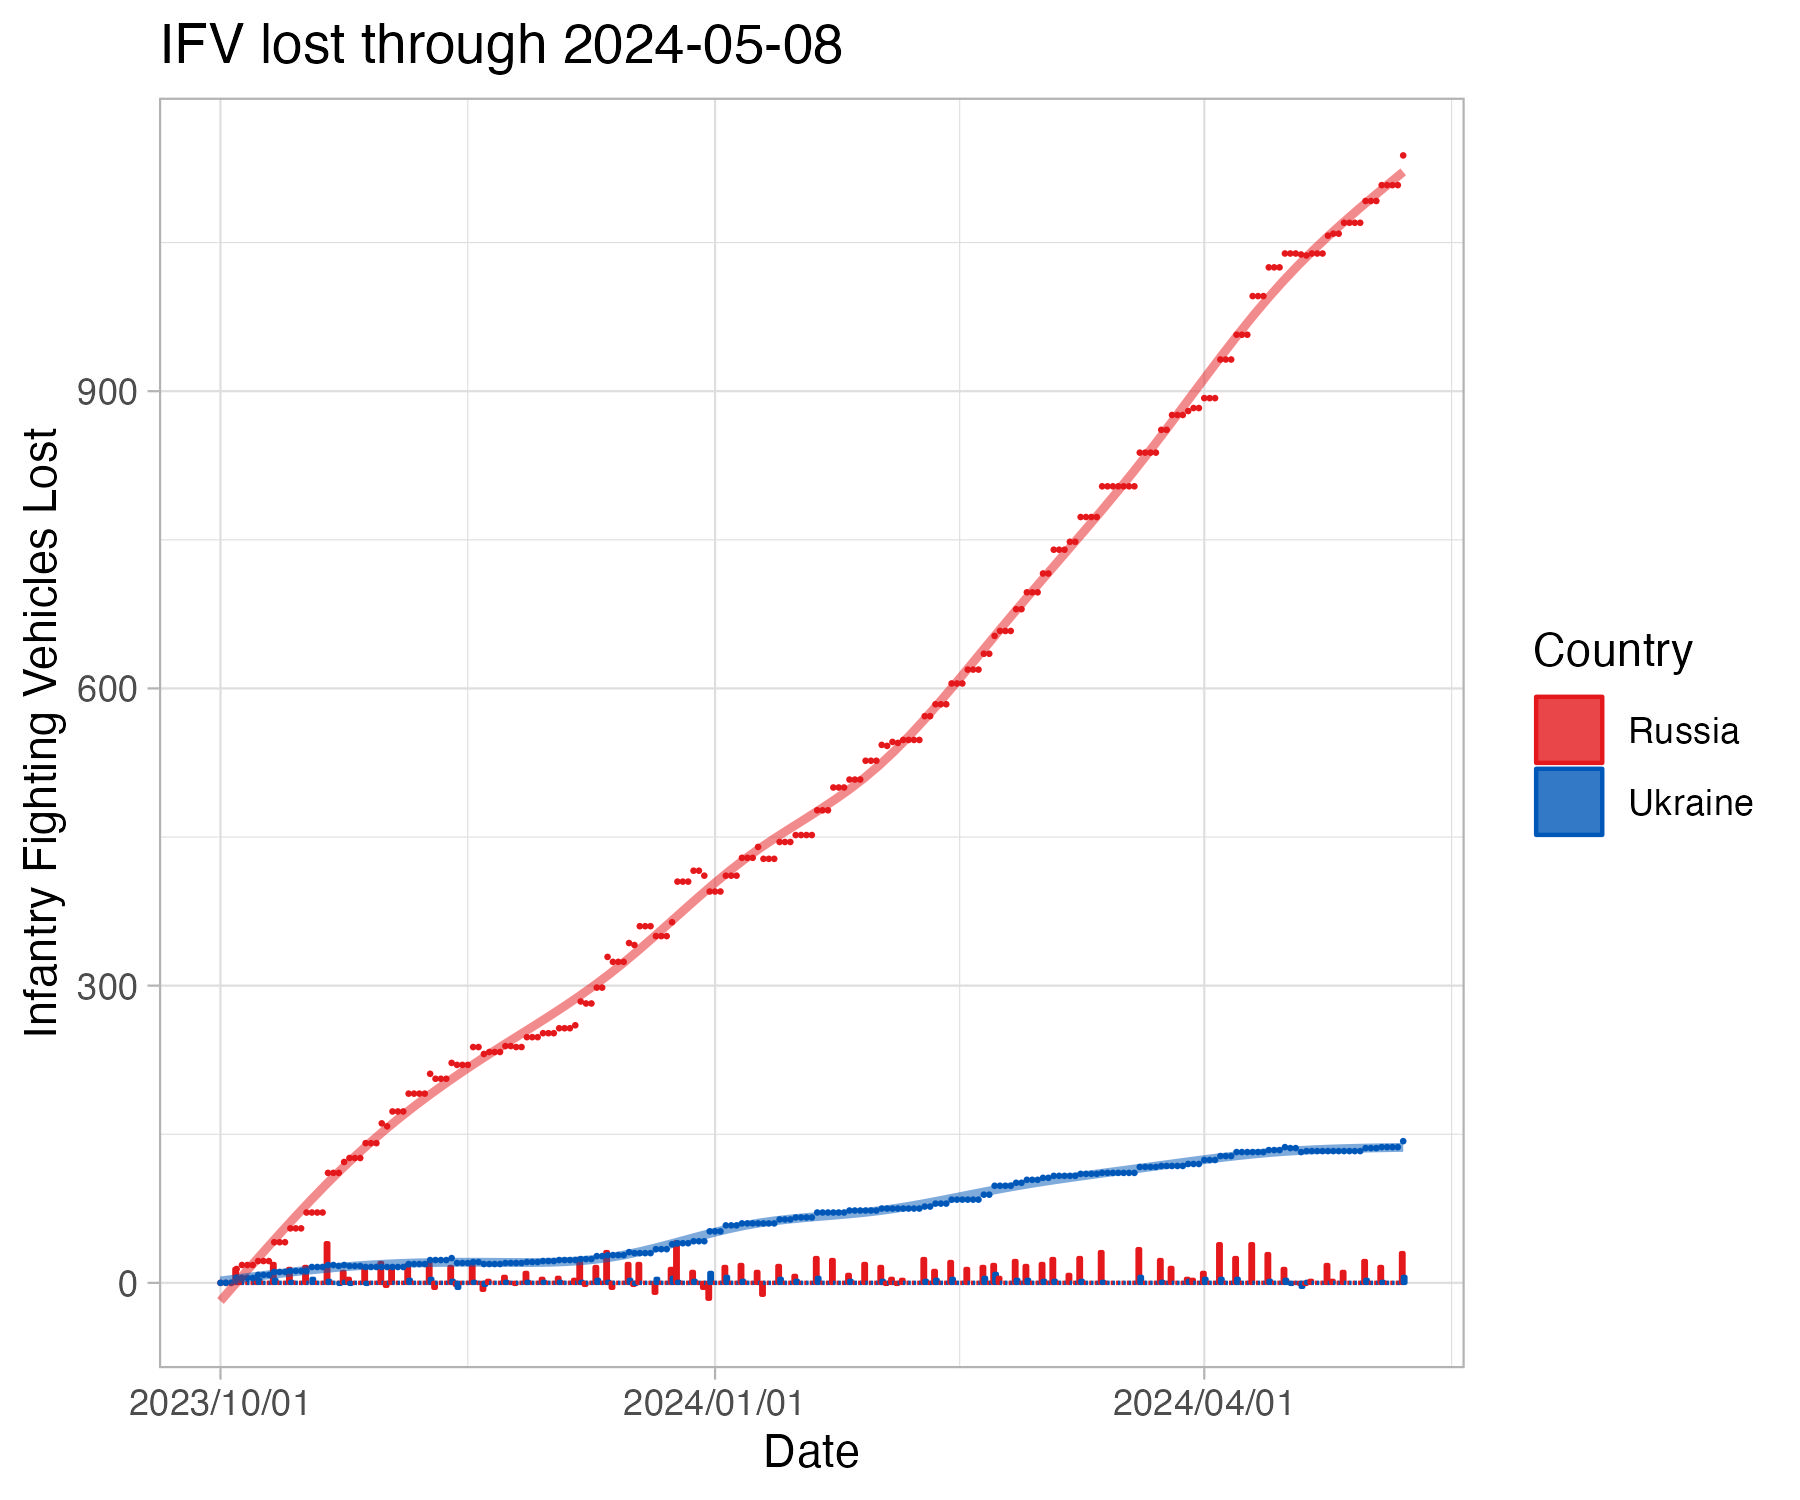 IFV lost through 2024-05-08
Infantry Fighting Vehicles Lost
900
600
300
0
2023/10/01
2024/01/01
2024/04/01
Date
Country
Russia
Ukraine